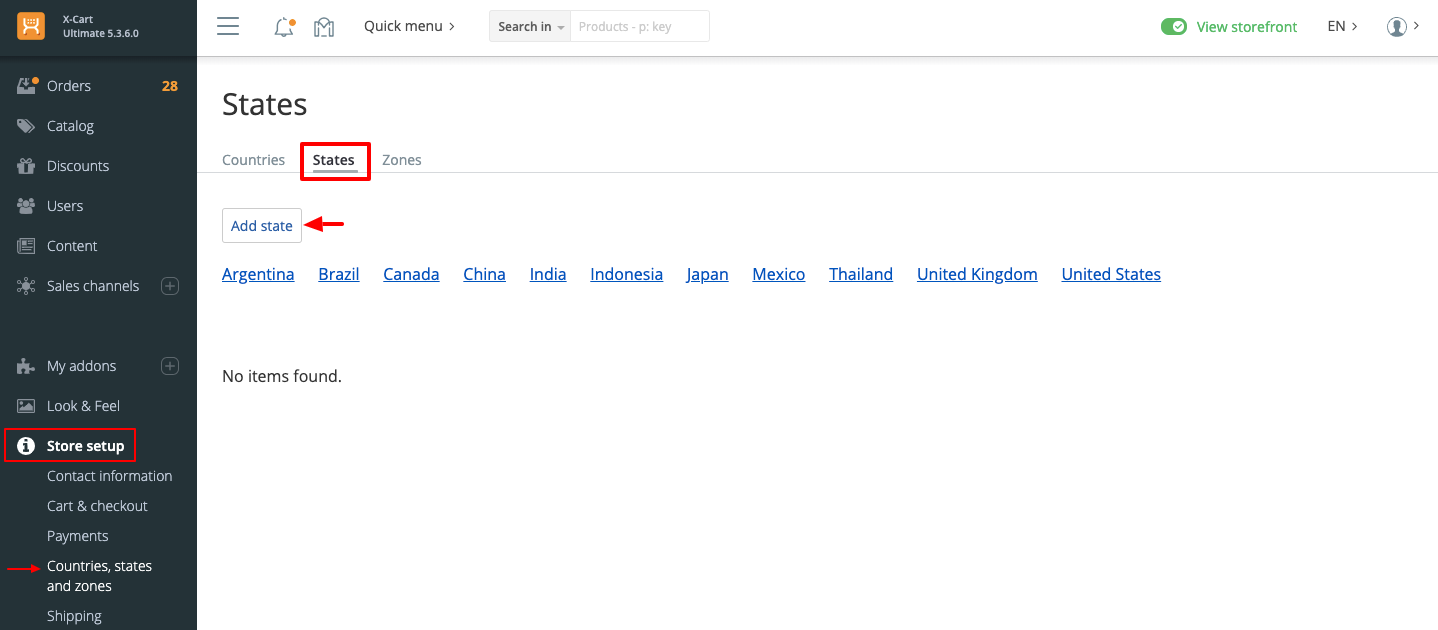 X-Cart
Ultimate 5.3.6.0
Quick menu
Search in
Products - p: key
View storefront
EN
Orders 28
Catalog
Discounts
Users
Content
Sales channels
My addons
Look & Feel
Store setup
Contact information
Cart & checkout
Payments
Countries, states
and zones
Shipping
States
Countries States Zones
Add state
Argentina Brazil Canada China India Indonesia Japan Mexico Thailand United Kingdom United States
No items found.